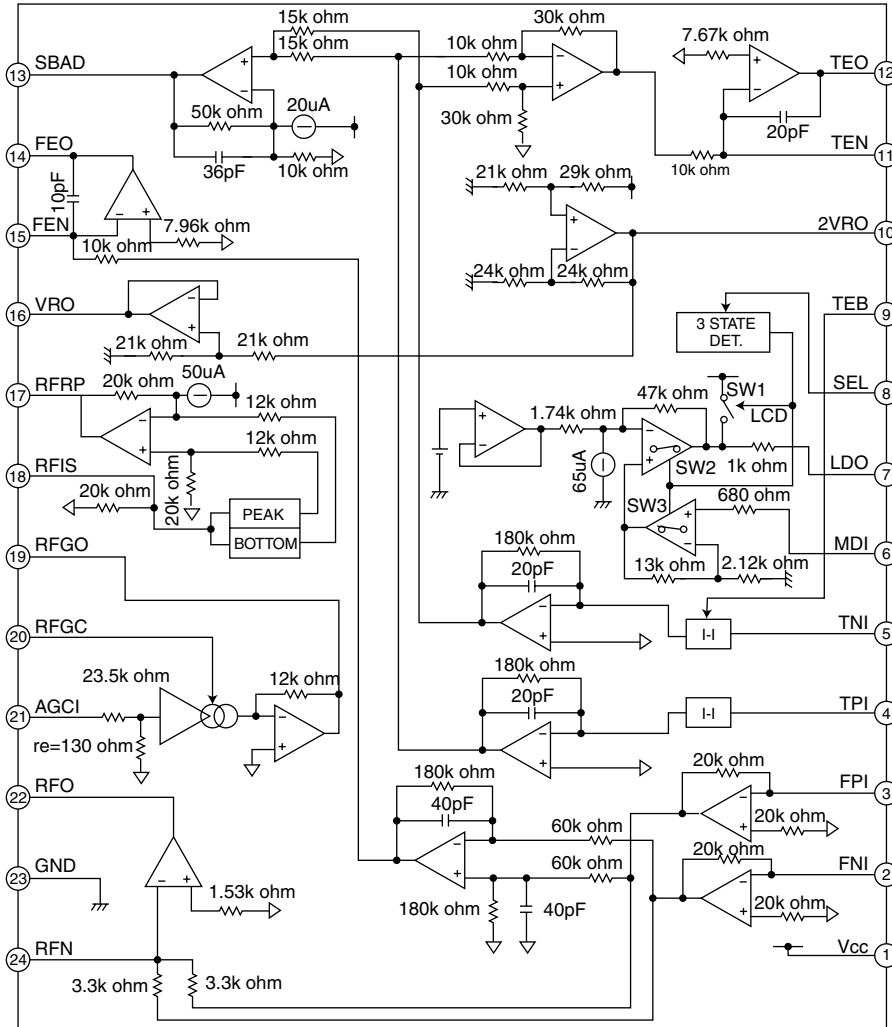 15k ohm
30k ohm
13 SBAD
15k ohm
10k ohm
7.67k ohm
TEO 12
10k ohm
50k ohm
20uA
30k ohm
20pF
14 FEO
36pF
10k ohm
10k ohm
TEN 11
10pF
21k ohm
29k ohm
15 FEN
7.96k ohm
2VRO 10
10k ohm
24k ohm
24k ohm
16 VRO
3 STATE
DET.
TEB 9
21k ohm
21k ohm
50uA
17 RFRP
20k ohm
12k ohm
47k ohm
SW1
LCD
SEL 8
1.74k ohm
12k ohm
65uA
SW2
1k ohm
LDO 7
18 RFIS
20k ohm
20k ohm
PEAK
BOTTOM
SW3
680 ohm
19 RFGO
180k ohm
20pF
13k ohm
2.12k ohm
MDI 6
20 RFGC
I-I
TNI 5
23.5k ohm
12k ohm
180k ohm
20pF
21 AGCI
I-I
TPI 4
re=130 ohm
22 RFO
180k ohm
40pF
20k ohm
FPI 3
60k ohm
20k ohm
23 GND
60k ohm
20k ohm
FNI 2
1.53k ohm
180k ohm
40pF
20k ohm
24 RFN
Vcc 1
3.3k ohm
3.3k ohm